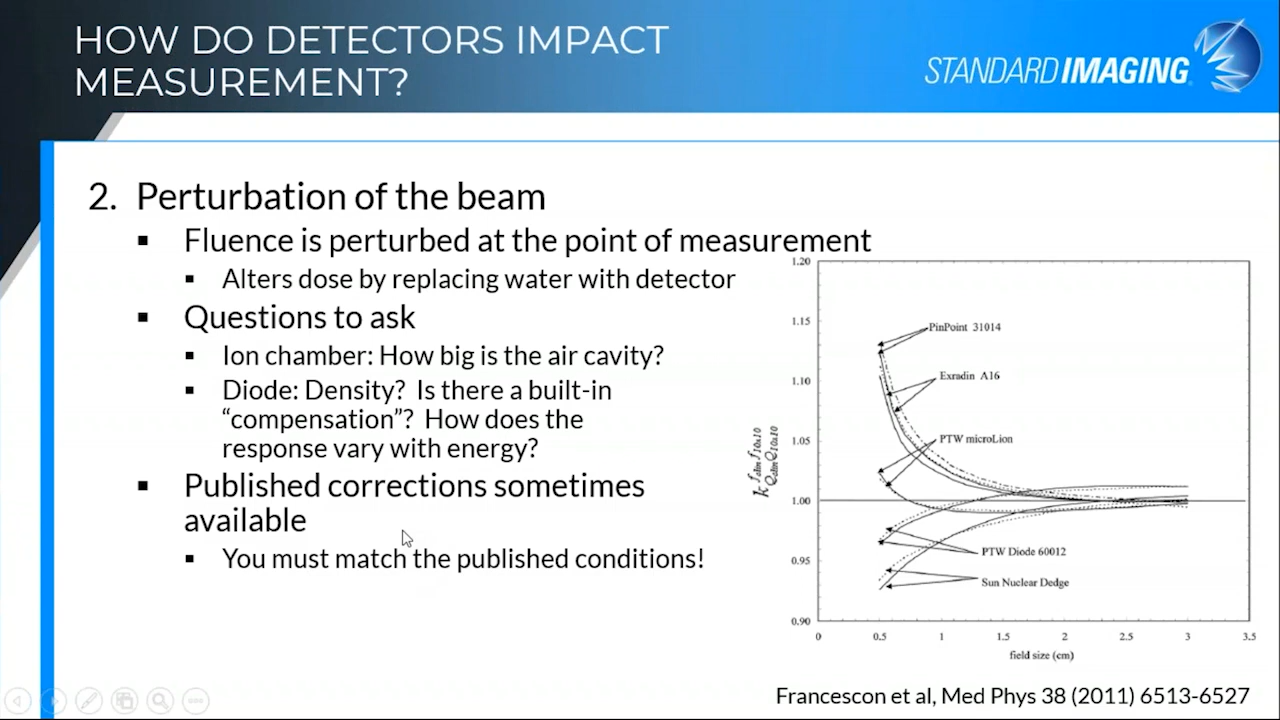 HOW DO DETECTORS IMPACT
MEASUREMENT?
STANDARD IMAGING
2. Perturbation of the beam
▪ Fluence is perturbed at the point of measurement
▪ Alters dose by replacing water with detector
▪ Questions to ask
▪ Ion chamber: How big is the air cavity?
▪ Diode: Density? Is there a built-in
“compensation”? How does the
response vary with energy?
▪ Published corrections sometimes
available
▪ You must match the published conditions!
1.20
1.15
1.10
1.05
1.00
0.95
0.90
PinPoint 31014
Exradin A16
PTW microLion
PTW Diode 60012
Sun Nuclear Dedge
0 0.5 1 1.5 2 2.5 3 3.5
field size (cm)
Francescon et al, Med Phys 38 (2011) 6513-6527